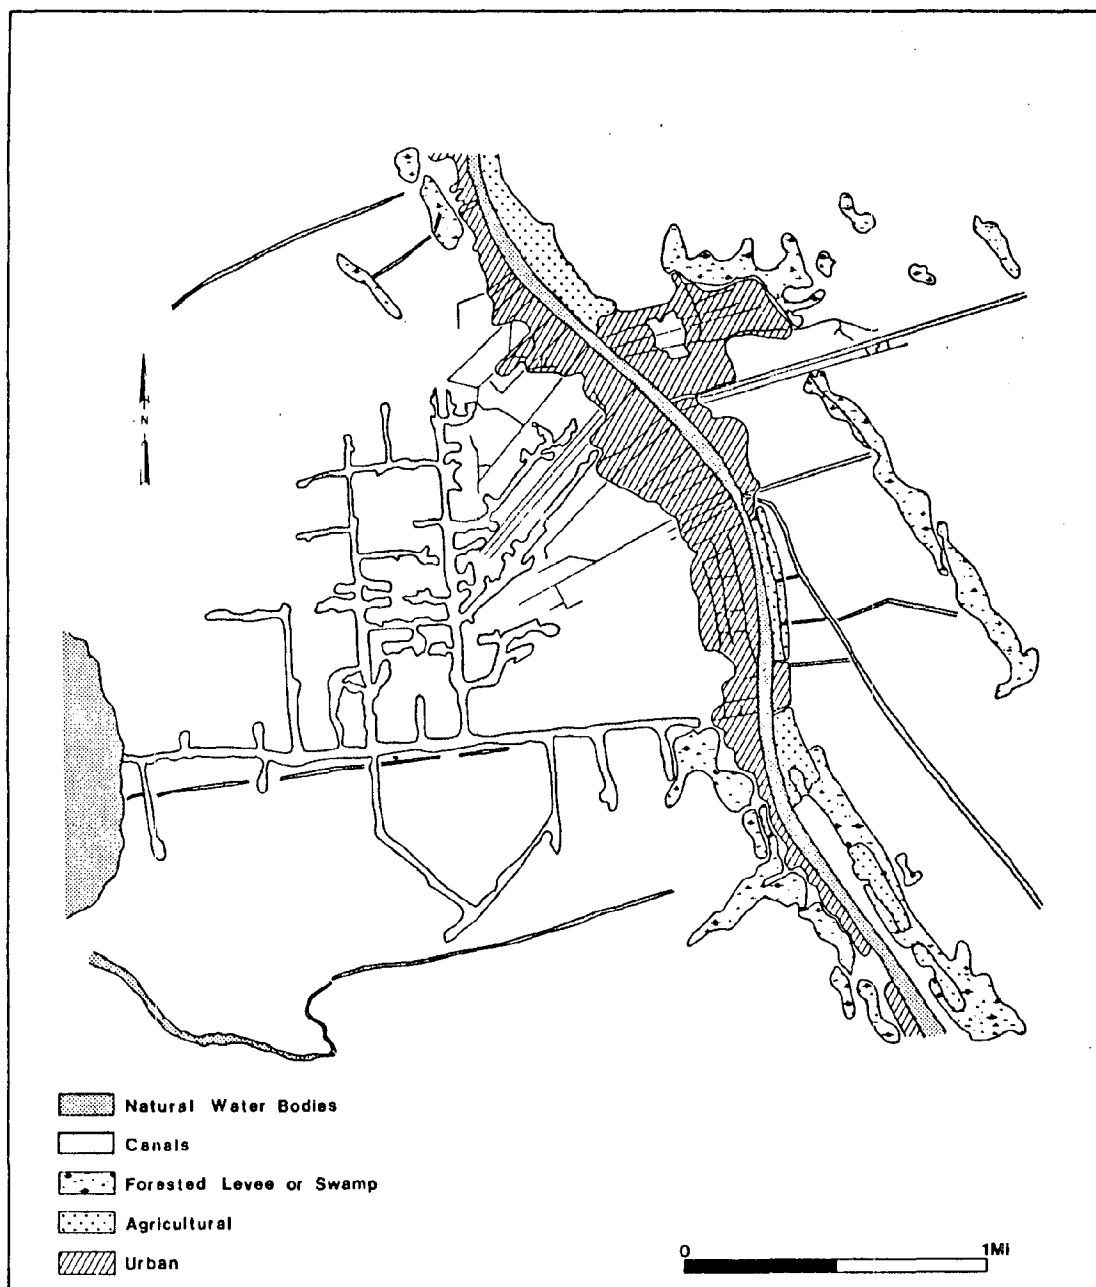 N
Natural Water Bodies
Canals
Forested Levee or Swamp
Agricultural
Urban
0 1MI